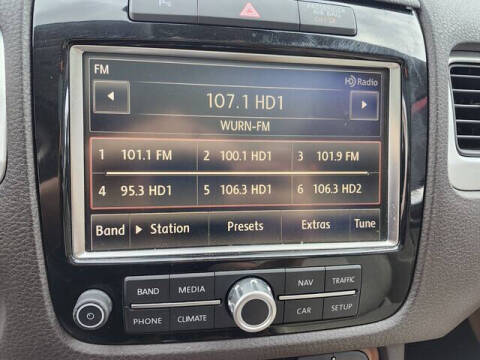 FM
HD Radio
107.1 HD1
WURN-FM
1 101.1 FM 2 100.1 HD1 3 101.9 FM
4 95.3 HD1 5 106.3 HD1 6 106.3 HD2
Band Station Presets Extras Tune
BAND MEDIA NAV TRAFFIC
PHONE CLIMATE CAR SETUP